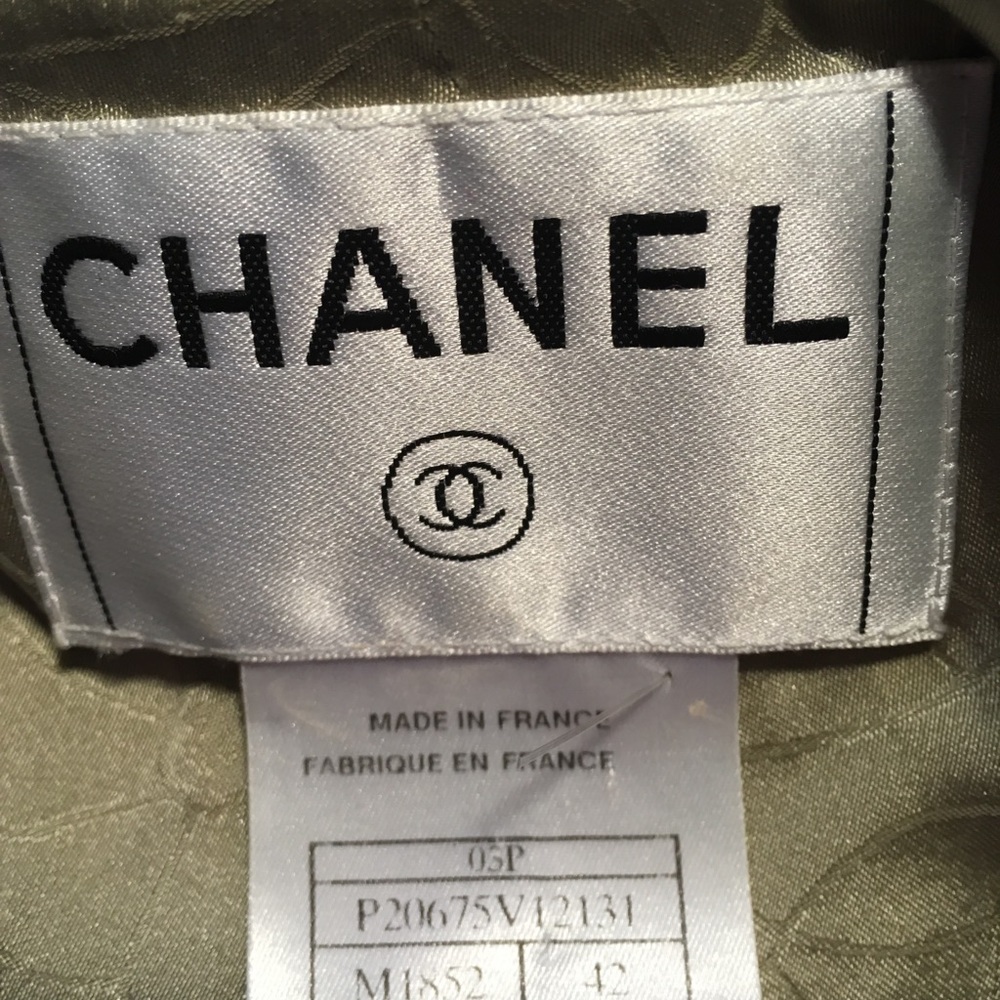 CHANEL
MADE IN FRANCE
FABRIQUE EN FRANCE
03P
P20675V12131
M1852 42